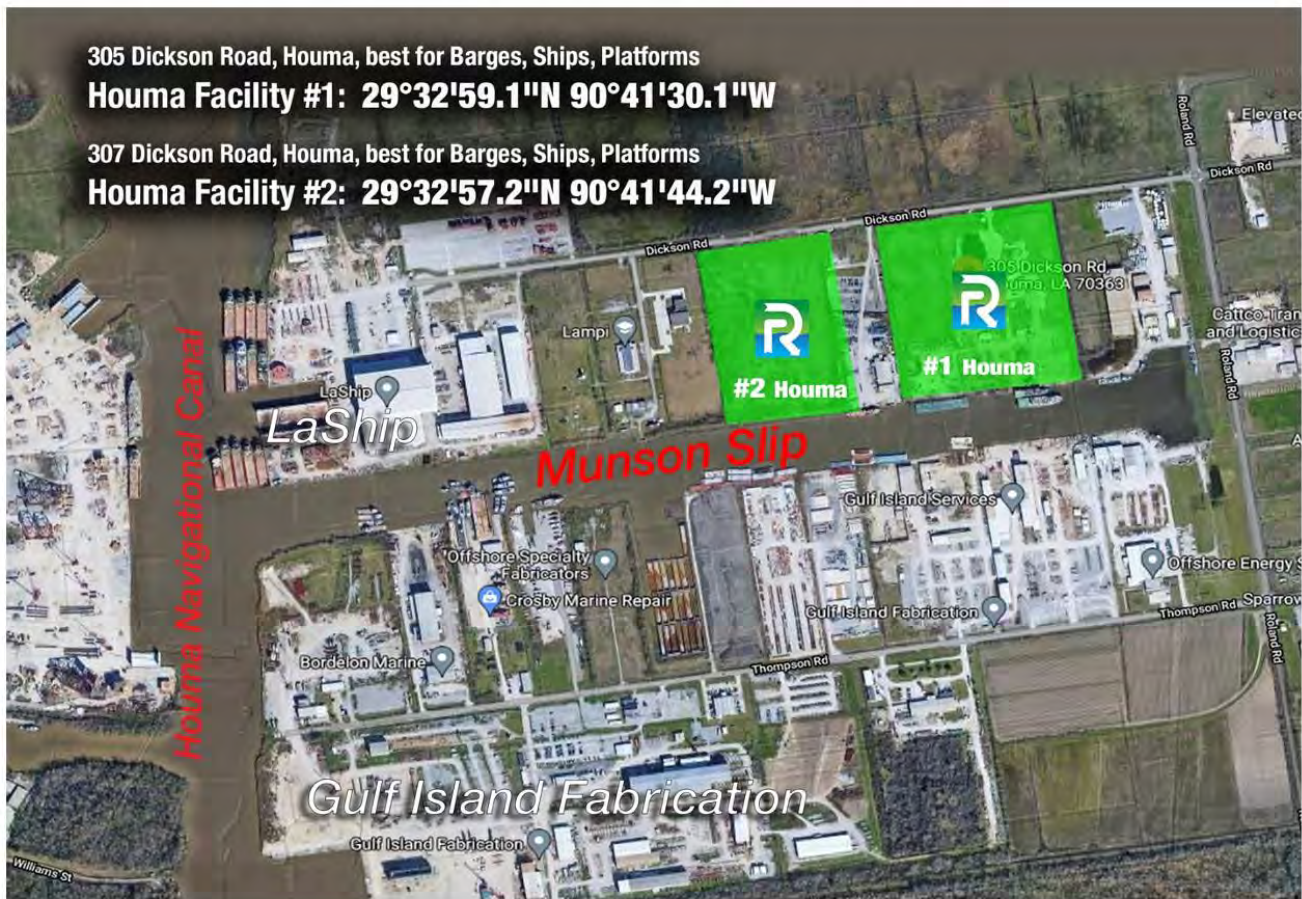 305 Dickson Road, Houma, best for Barges, Ships, Platforms
Houma Facility #1: 29°32'59.1"N 90°41'30.1"W
307 Dickson Road, Houma, best for Barges, Ships, Platforms
Houma Facility #2: 29°32'57.2"N 90°41'44.2"W
Roland Rd
Elevated
Dickson Rd
Dickson Rd
Dickson Rd
305 Dickson Rd,
Houma, LA 70363
R
R
#1 Houma
#2 Houma
Cattco Tran
and Logistic
Lampi
LaShip
LaShip
Houma Navigational Canal
Munson Slip
Roland Rd
Gulf Island Services
Offshore Specialty
Fabricators
Crosby Marine Repair
Offshore Energy S
Gulf Island Fabrication
Thompson Rd
Sparrow
Roland Rd
Bordelon Marine
Thompson Rd
Gulf Island Fabrication
Gulf Island Fabrication
Williams St